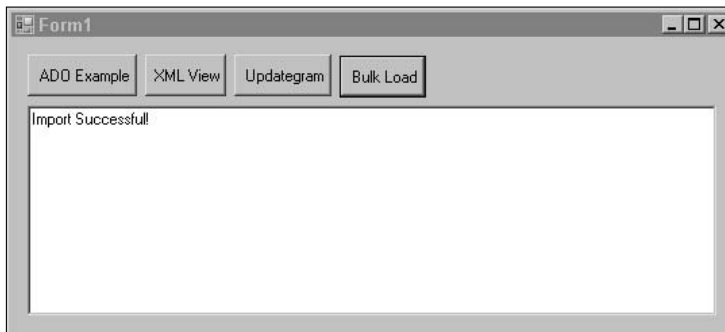 Form1
ADO Example XML View Updategram Bulk Load
Import Successful!